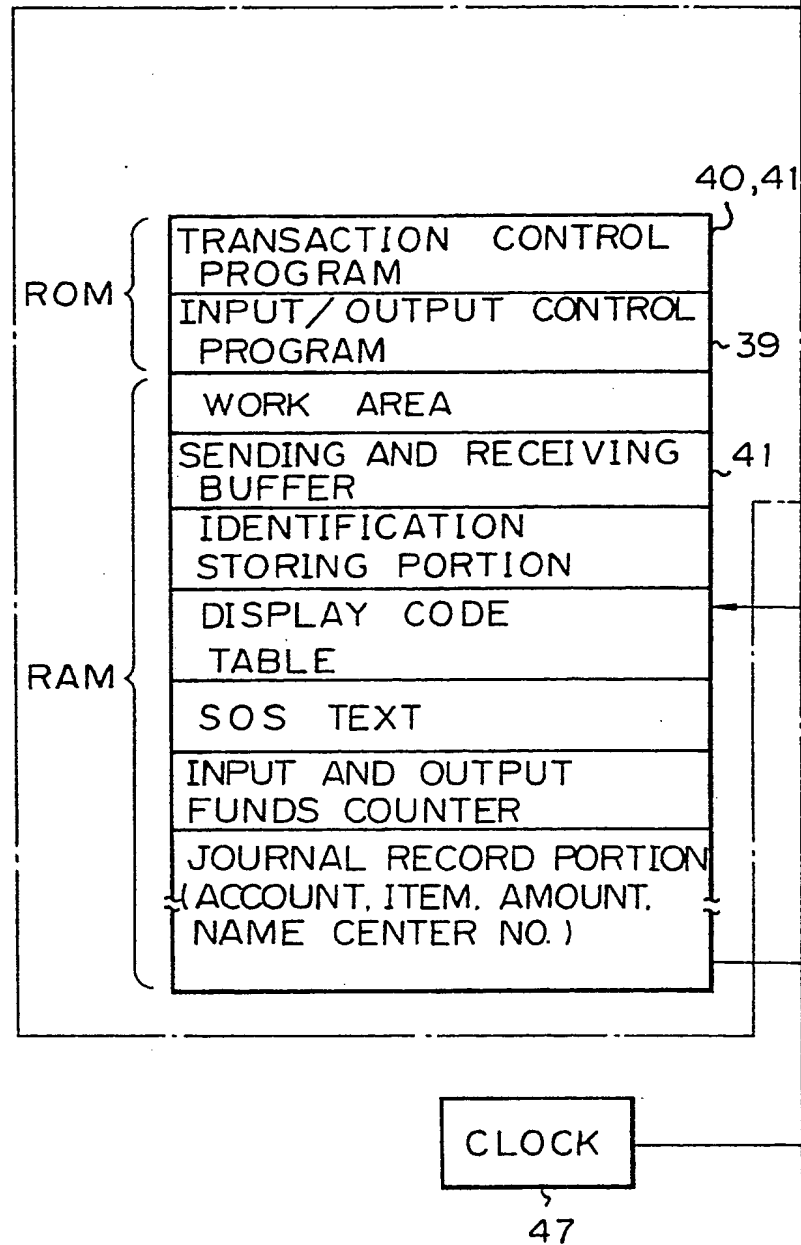 40,41
TRANSACTION CONTROL
PROGRAM
ROM
INPUT/OUTPUT CONTROL
PROGRAM
39
WORK AREA
SENDING AND RECEIVING
BUFFER
41
IDENTIFICATION
STORING PORTION
DISPLAY CODE
TABLE
RAM
SOS TEXT
INPUT AND OUTPUT
FUNDS COUNTER
JOURNAL RECORD PORTION
(ACCOUNT, ITEM. AMOUNT.
NAME CENTER NO.)
CLOCK
47